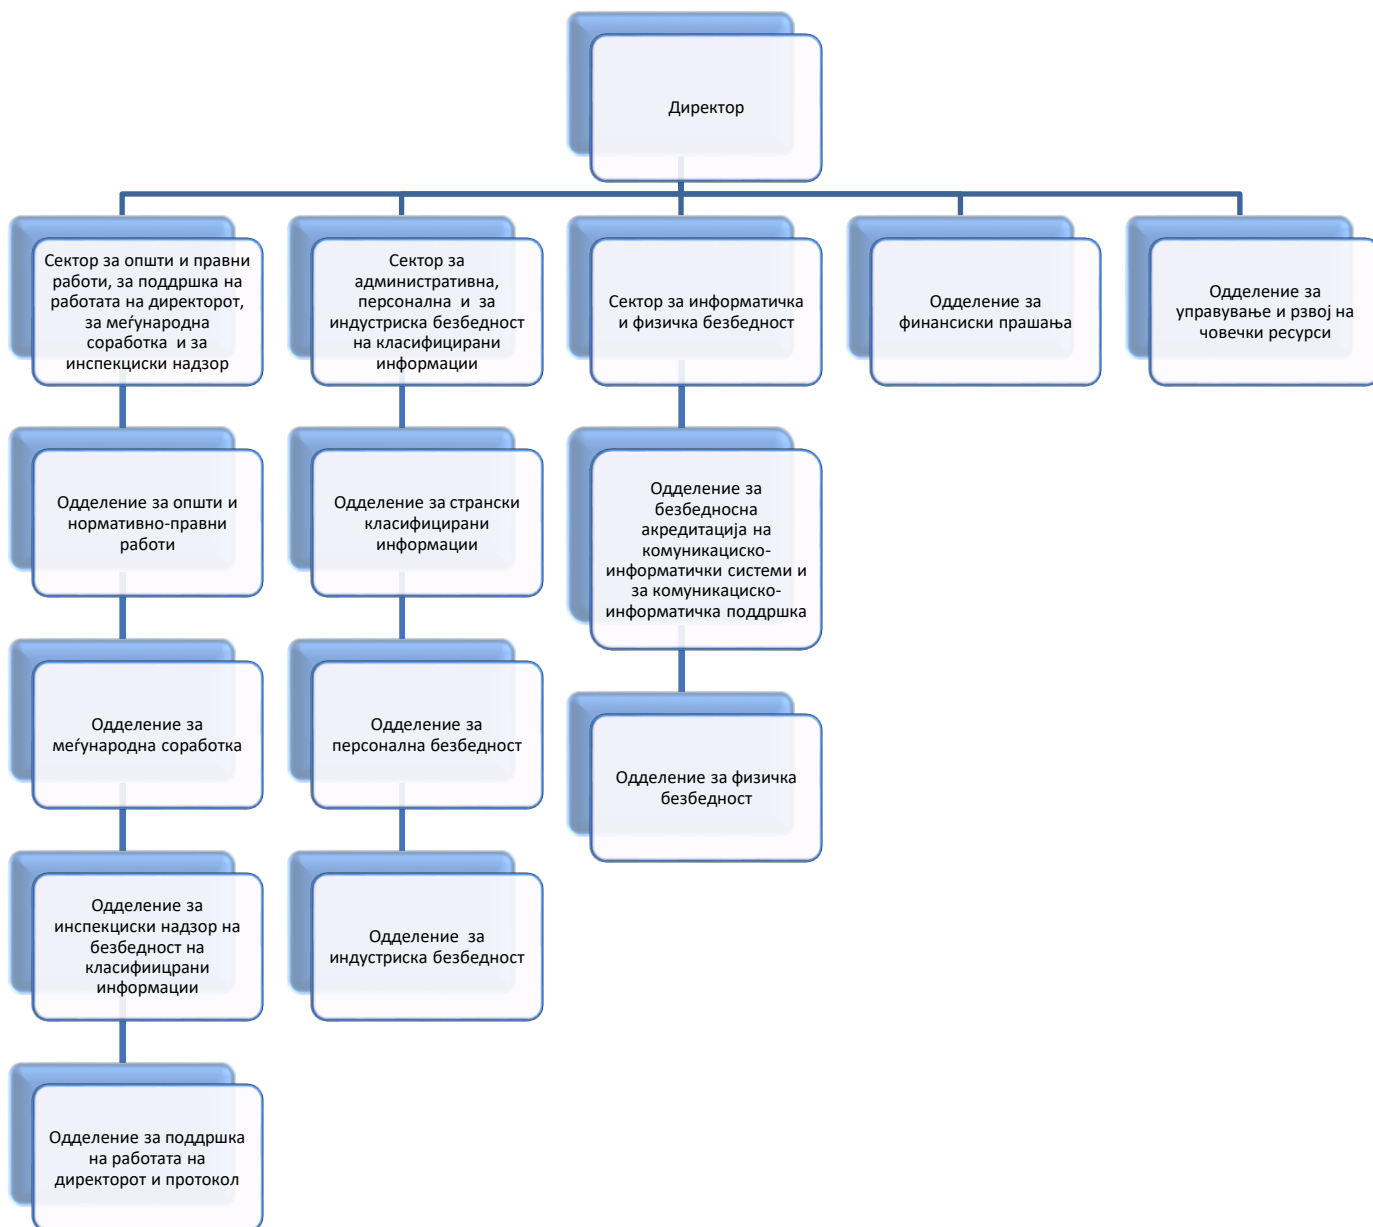 Директор
Сектор за општи и правни
работи, за поддршка на
работата на директорот,
за меѓународна
соработка и за
инспекциски надзор
Сектор за
административна,
персонална и за
индустриска безбедност
на класифицирани
информации
Сектор за информатичка
и физичка безбедност
Одделение за
финансиски прашања
Одделение за
управување и рзвој на
човечки ресурси
Одделение за општи и
нормативно-правни
работи
Одделение за странски
класифицирани
информации
Одделение за
безбедносна
акредитација на
комуникациско-
информатички системи и
за комуникациско-
информатичка поддршка
Одделение за
меѓународна соработка
Одделение за
персонална безбедност
Одделение за физичка
безбедност
Одделение за
инспекциски надзор на
безбедност на
класифиицрани
информации
Одделение за
индустриска безбедност
Одделение за поддршка
на работата на
директорот и протокол